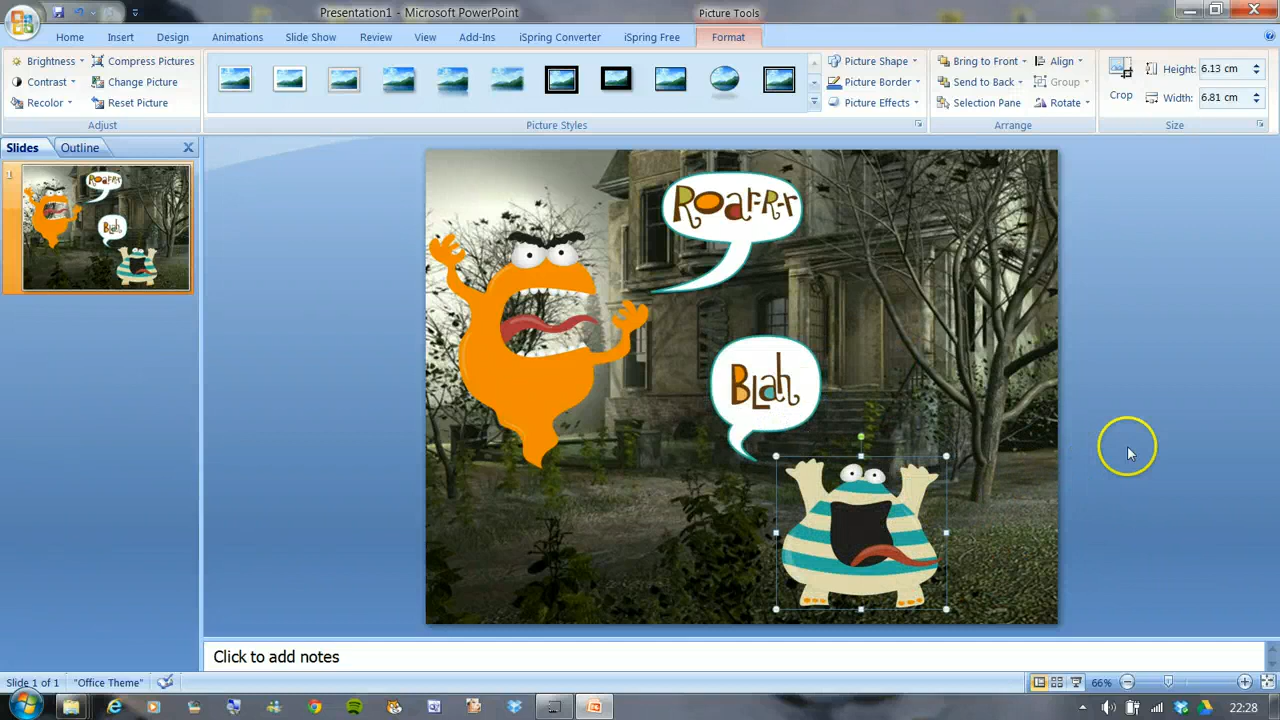 Presentation1 - Microsoft PowerPoint
Picture Tools
Home Insert Design Animations Slide Show Review View Add-Ins iSpring Converter iSpring Free Format
Brightness Compress Pictures
Contrast Change Picture
Recolor Reset Picture
Adjust
Picture Styles
Picture Shape
Picture Border
Picture Effects
Bring to Front Align
Send to Back Group
Selection Pane Rotate
Arrange
Crop
Height: 6.13 cm
Width: 6.81 cm
Size
Slides Outline
1
Roarrr
Blah
Roar-R-r
Blah
Click to add notes
Slide 1 of 1 "Office Theme" 66%
22:28